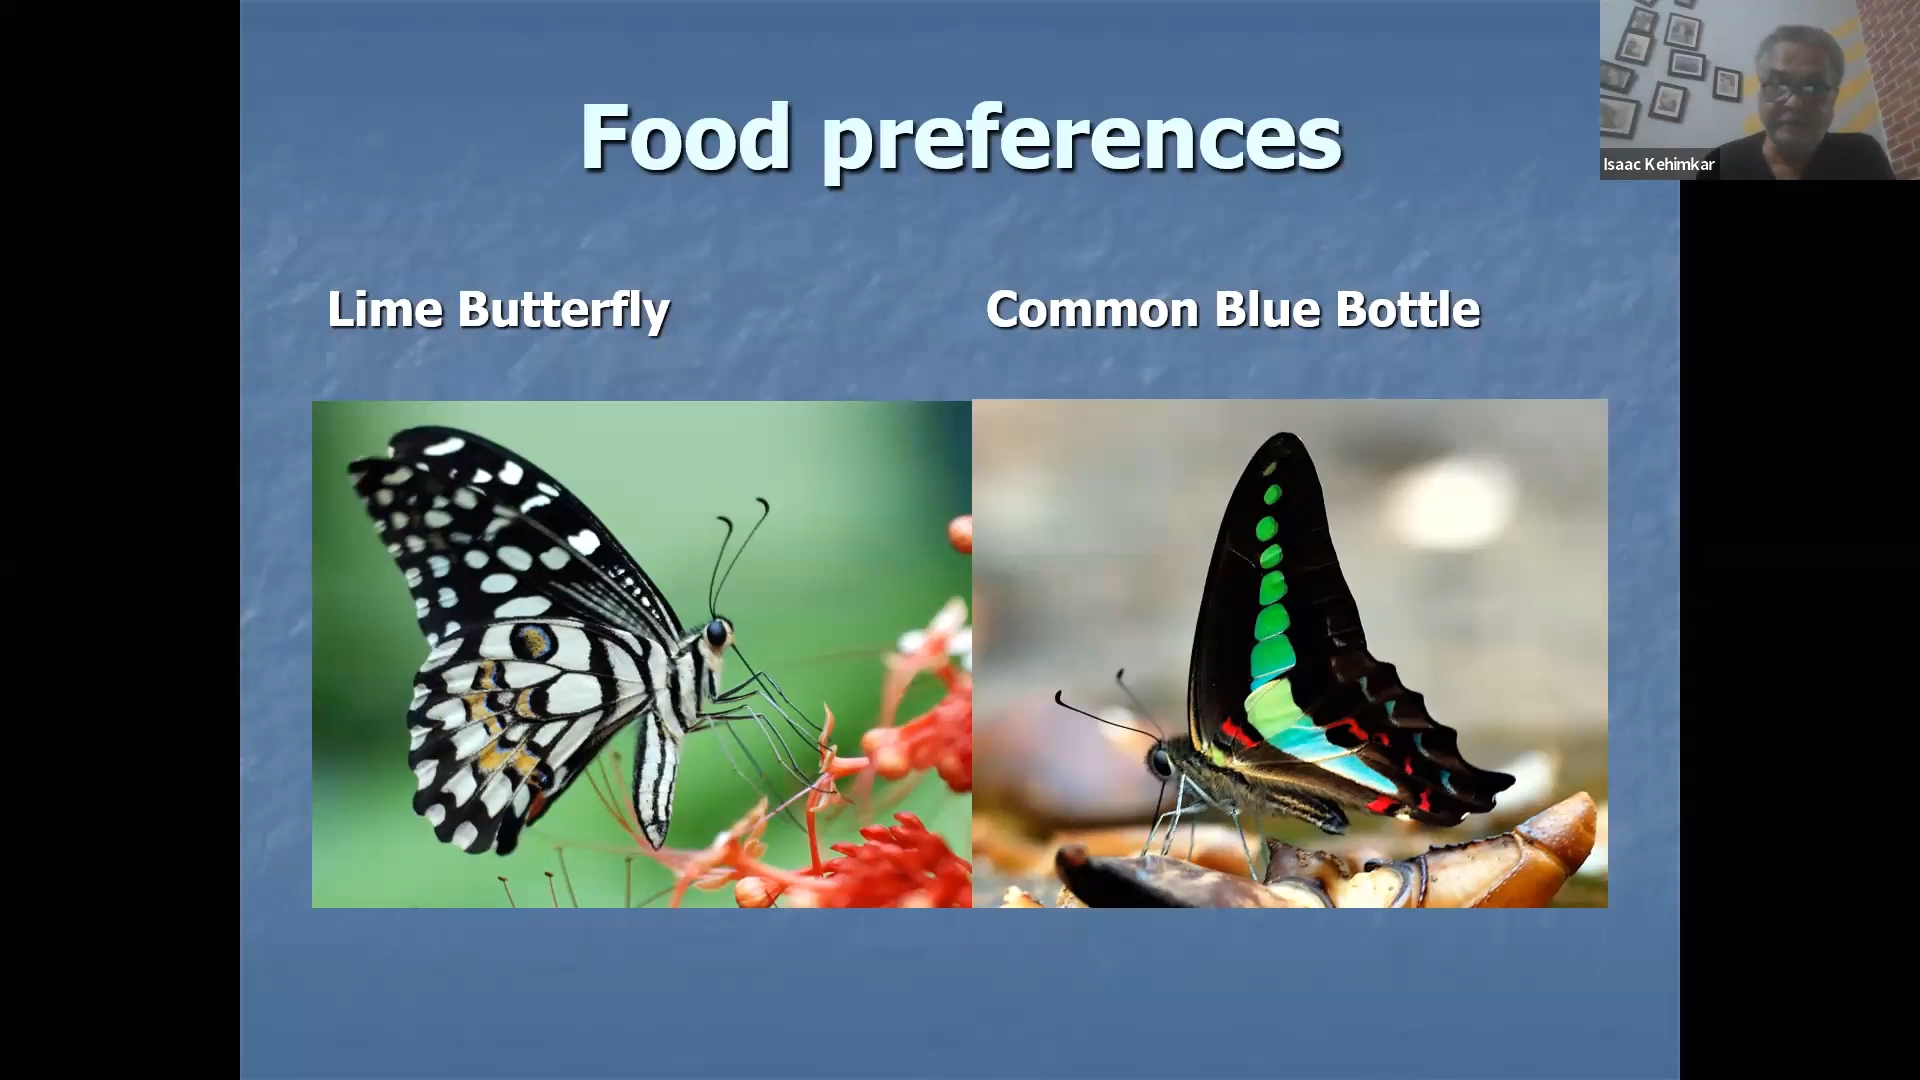 Food preferences
Isaac Kehimkar
Lime Butterfly
Common Blue Bottle